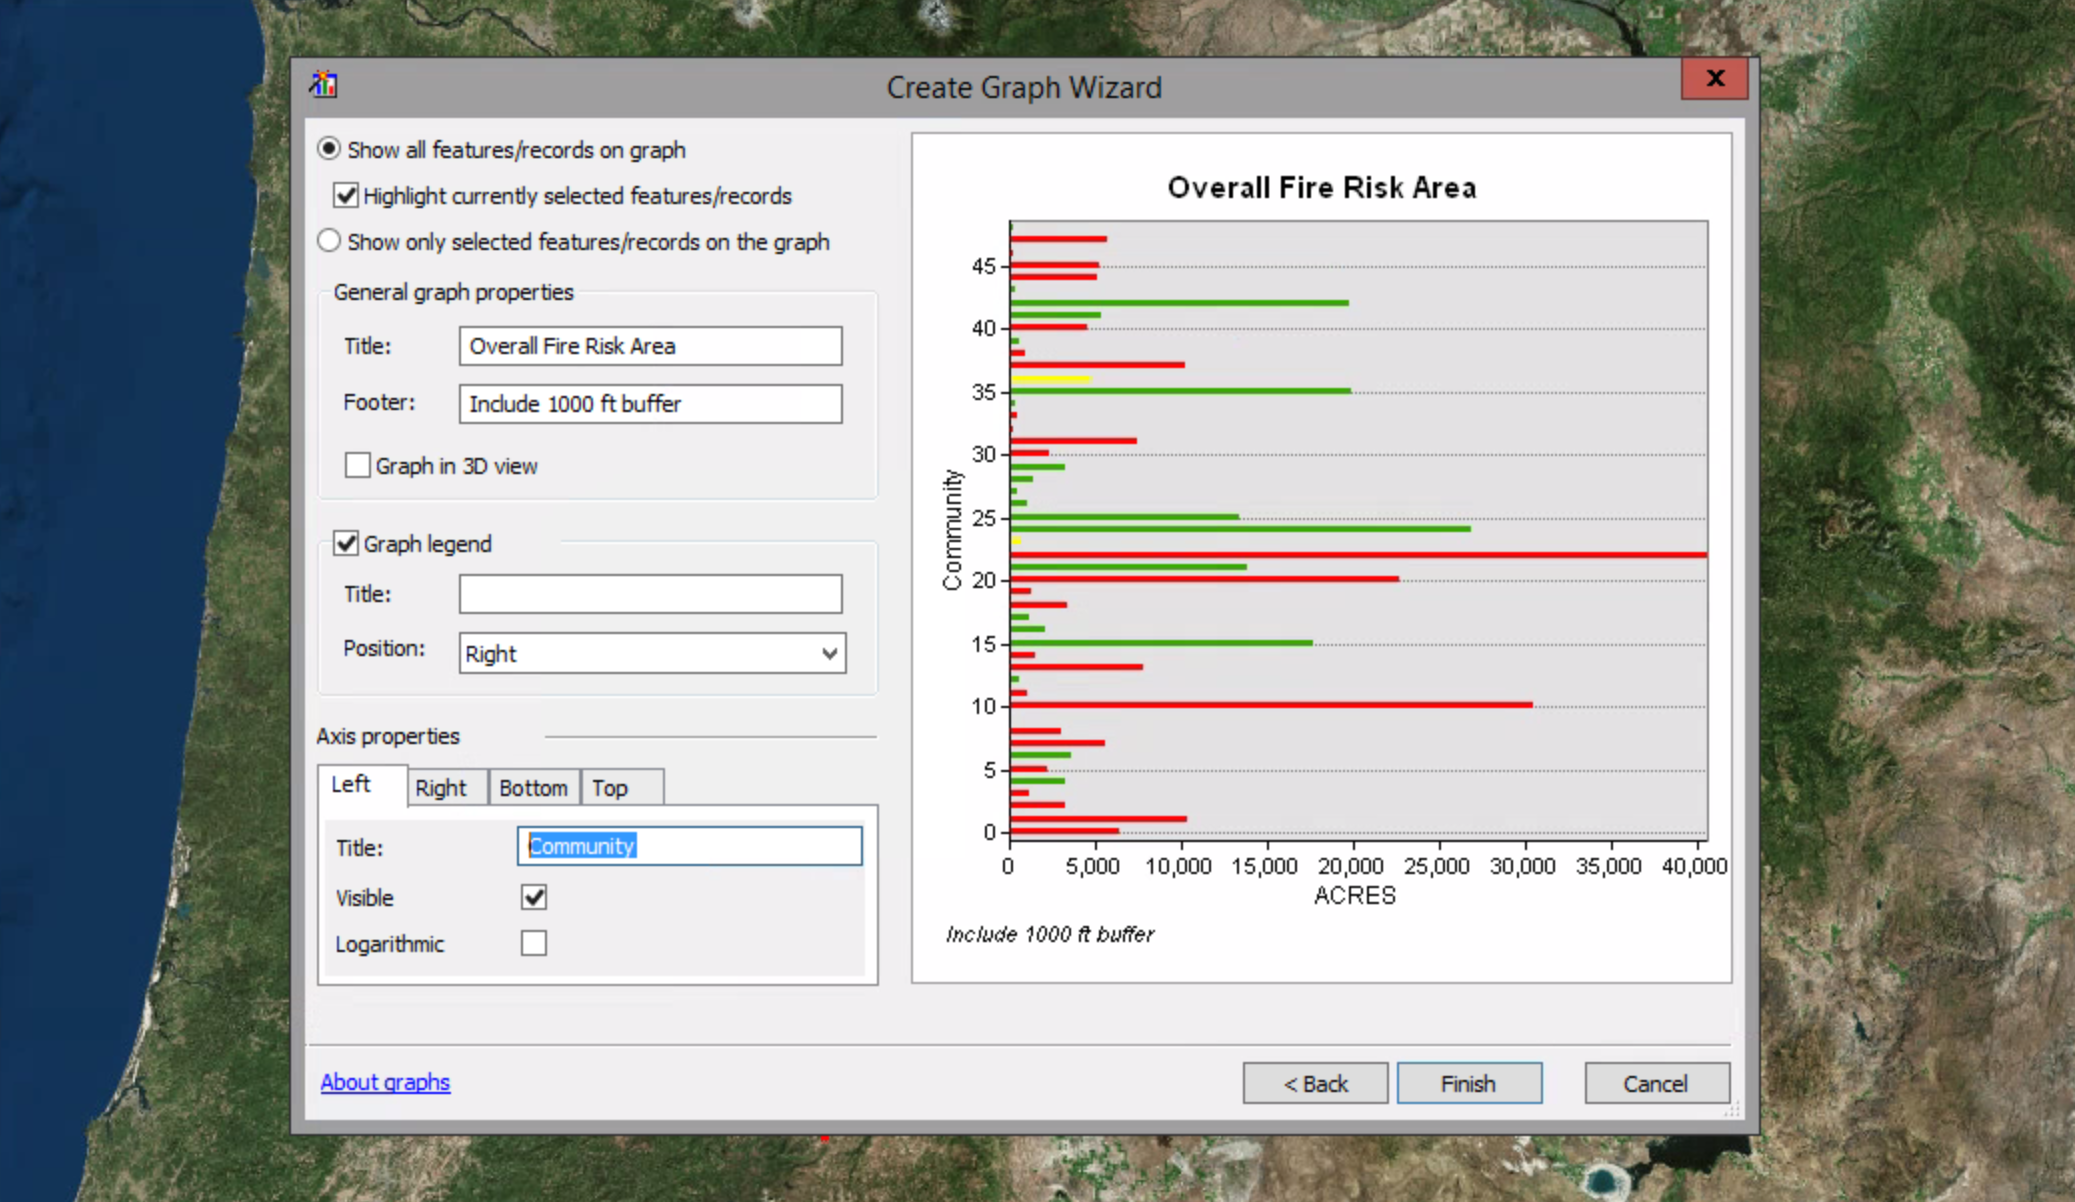 Create Graph Wizard
X
Show all features/records on graph
Highlight currently selected features/records
Show only selected features/records on the graph
General graph properties
Title: Overall Fire Risk Area
Footer: Include 1000 ft buffer
Graph in 3D view
Graph legend
Title:
Position: Right
Axis properties
Left Right Bottom Top
Title: Community
Visible
Logarithmic
Overall Fire Risk Area
45
40
35
30
25
20
15
10
5
0
Community
0 5,000 10,000 15,000 20,000 25,000 30,000 35,000 40,000
ACRES
Include 1000 ft buffer
About graphs
< Back Finish Cancel